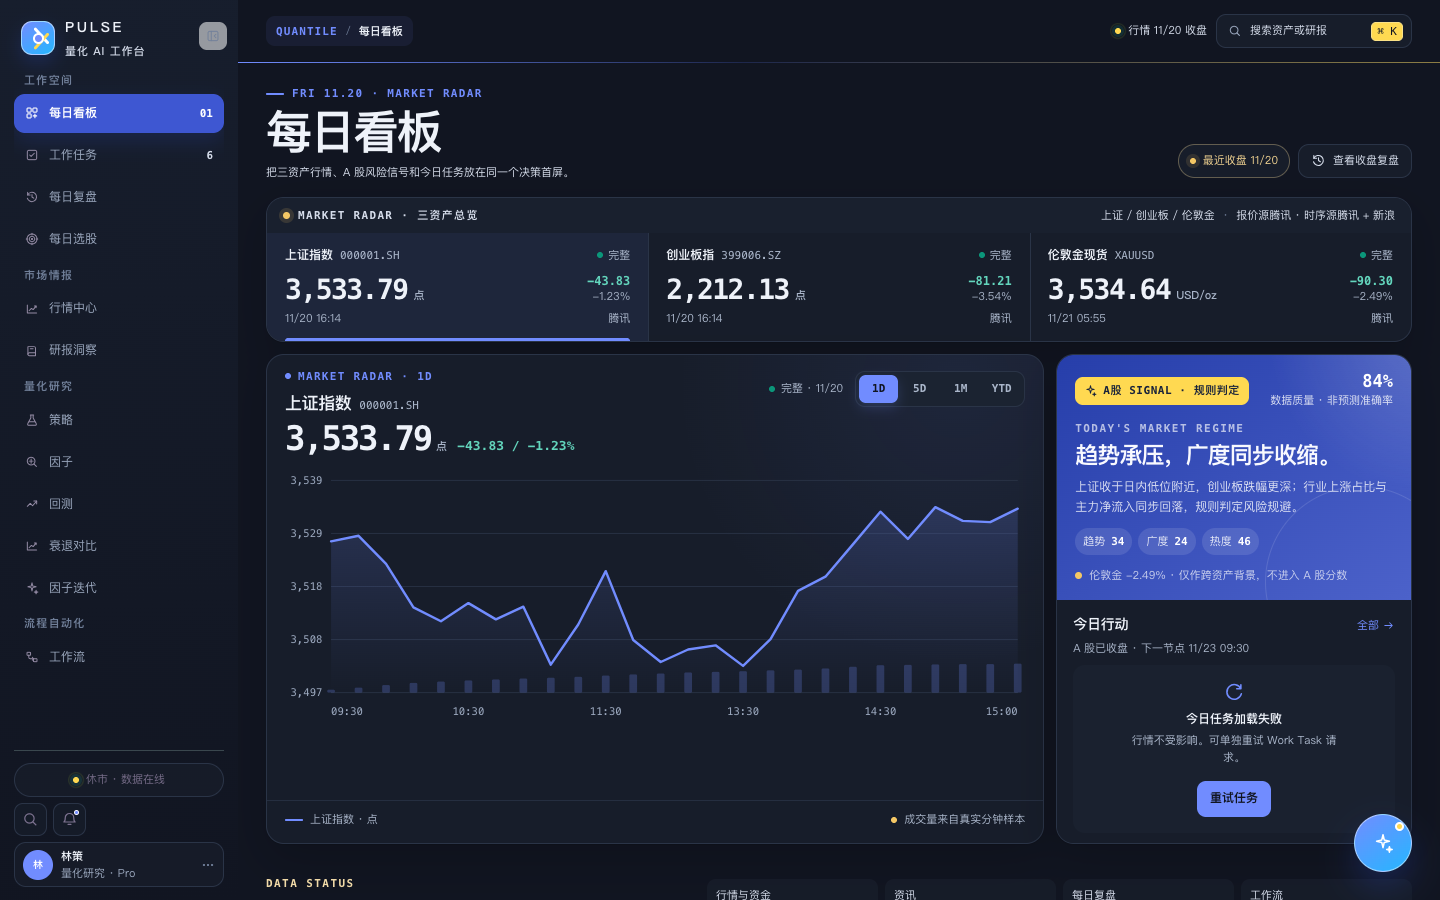 PULSE
量化 AI 工作台
工作空间
每日看板 01
工作任务 6
每日复盘
每日选股
市场情报
行情中心
研报洞察
量化研究
策略
因子
回测
衰退对比
因子迭代
流程自动化
工作流
休市 · 数据在线
林 林策
量化研究 · Pro
QUANTILE / 每日看板
行情 11/20 收盘
搜索资产或研报 ⌘ K
FRI 11.20 · MARKET RADAR
每日看板
把三资产行情、A 股风险信号和今日任务放在同一个决策首屏。
最近收盘 11/20
查看收盘复盘
MARKET RADAR · 三资产总览
上证 / 创业板 / 伦敦金 · 报价源腾讯 · 时序源腾讯 + 新浪
上证指数 000001.SH 完整
3,533.79 点 −43.83
−1.23%
11/20 16:14 腾讯
创业板指 399006.SZ 完整
2,212.13 点 −81.21
−3.54%
11/20 16:14 腾讯
伦敦金现货 XAUUSD 完整
3,534.64 USD/oz −90.30
−2.49%
11/21 05:55 腾讯
MARKET RADAR · 1D
上证指数 000001.SH
3,533.79 点 −43.83 / −1.23%
完整 · 11/20
1D 5D 1M YTD
3,539
3,529
3,518
3,508
3,497
09:30 10:30 11:30 13:30 14:30 15:00
上证指数 · 点
成交量来自真实分钟样本
A股 SIGNAL · 规则判定
84%
数据质量 · 非预测准确率
TODAY'S MARKET REGIME
趋势承压，广度同步收缩。
上证收于日内低位附近，创业板跌幅更深；行业上涨占比与
主力净流入同步回落，规则判定风险规避。
趋势 34 广度 24 热度 46
伦敦金 −2.49% · 仅作跨资产背景，不进入 A 股分数
今日行动 全部 →
A 股已收盘 · 下一节点 11/23 09:30
今日任务加载失败
行情不受影响。可单独重试 Work Task 请
求。
重试任务
DATA STATUS
行情与资金
资讯
每日复盘
工作流